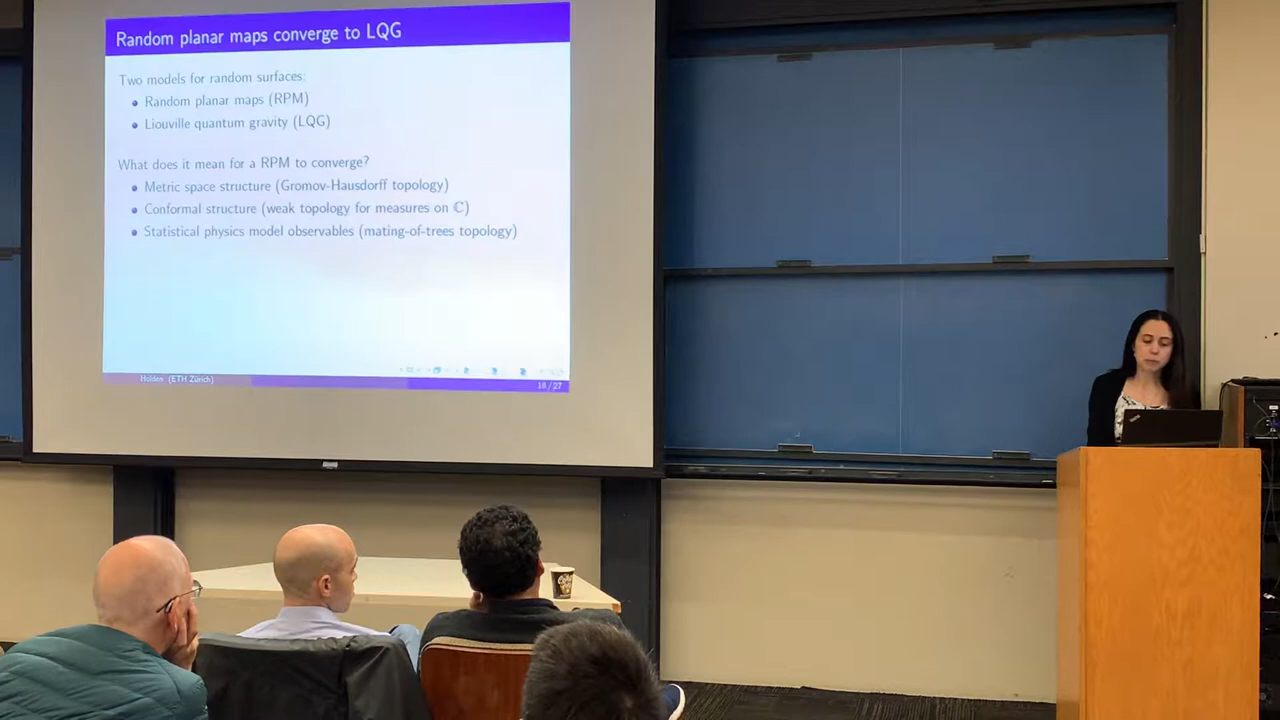 Random planar maps converge to LQG
Two models for random surfaces:
Random planar maps (RPM)
Liouville quantum gravity (LQG)
What does it mean for a RPM to converge?
Metric space structure (Gromov-Hausdorff topology)
Conformal structure (weak topology for measures on ℂ)
Statistical physics model observables (mating-of-trees topology)
Holden (ETH Zürich)
18 / 27